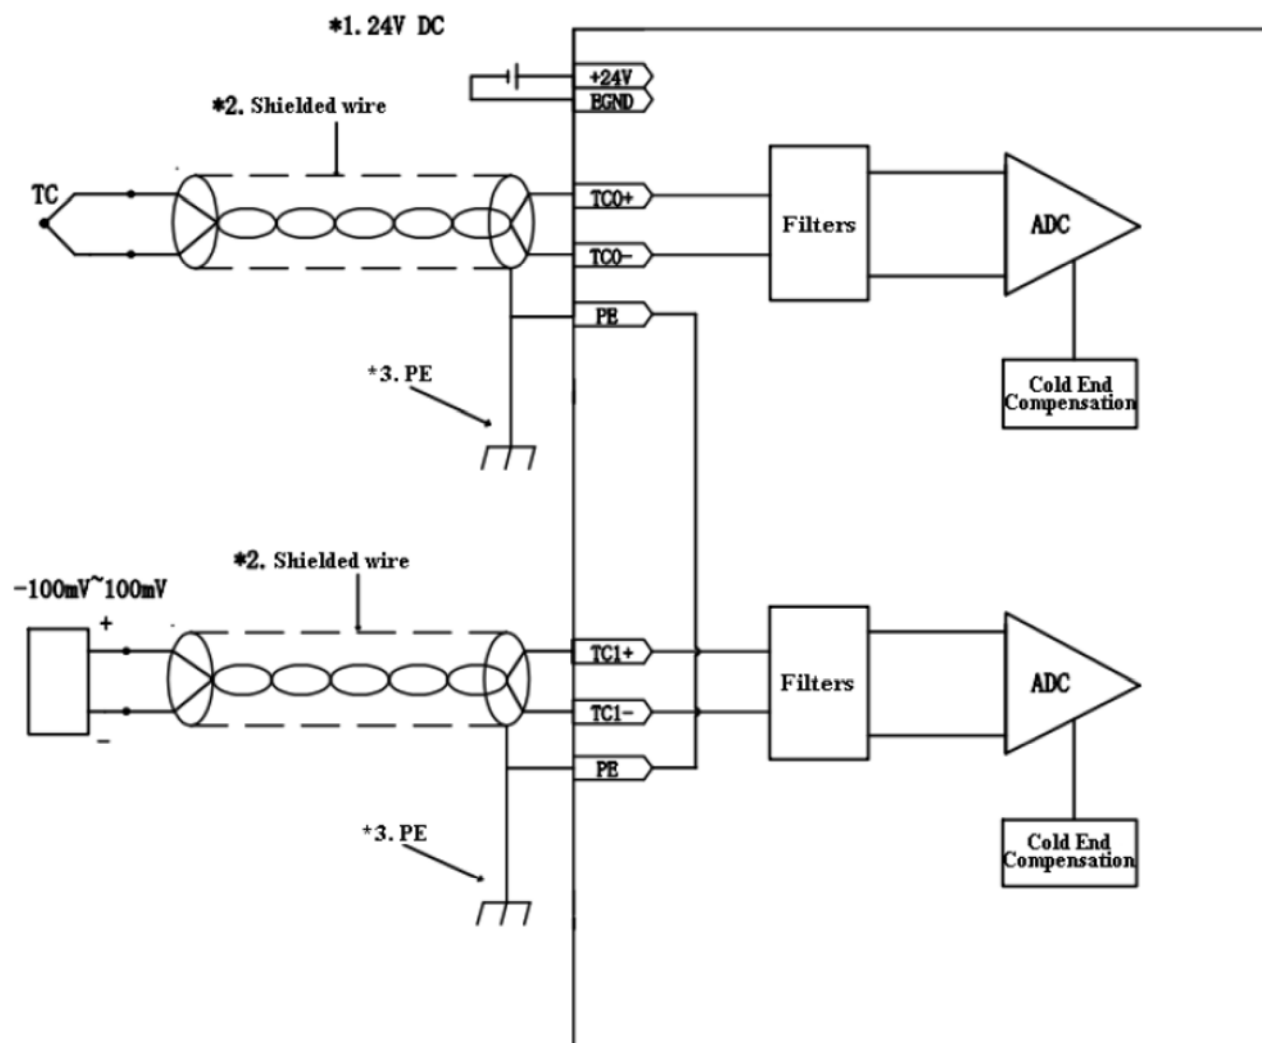 *1. 24V DC
+24V
EGND
*2. Shielded wire
TC
TC0+
TC0-
Filters
ADC
PE
*3. PE
Cold End
Compensation
*2. Shielded wire
-100mV~100mV
+
-
TC1+
TC1-
Filters
ADC
PE
*3. PE
Cold End
Compensation